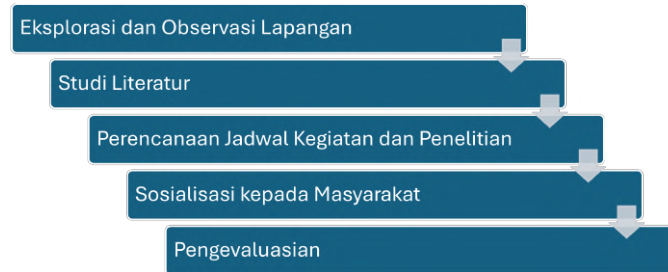 Eksplorasi dan Observasi Lapangan
Studi Literatur
Perencanaan Jadwal Kegiatan dan Penelitian
Sosialisasi kepada Masyarakat
Pengevaluasian